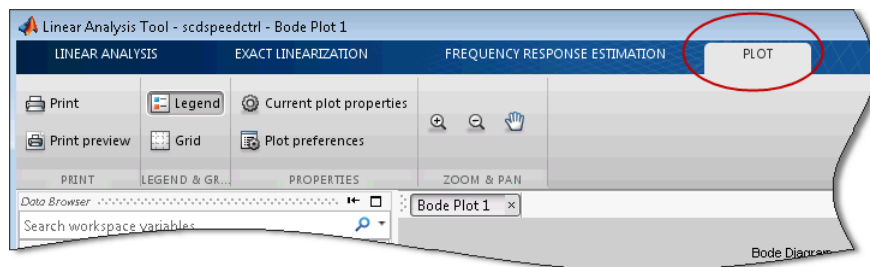 Linear Analysis Tool - scdspeedctrl - Bode Plot 1
LINEAR ANALYSIS EXACT LINEARIZATION FREQUENCY RESPONSE ESTIMATION PLOT
Print Legend Current plot properties
Print preview Grid Plot preferences
PRINT LEGEND & GR... PROPERTIES ZOOM & PAN
Data Browser Bode Plot 1 ×
Search workspace variables
Bode Diagram